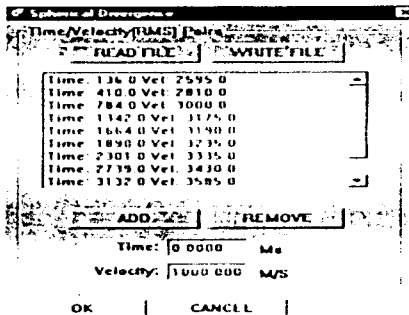 Spherical Divergence
Time/Velocity(RMS) Pairs
READ FILE WRITE FILE
Time: 136.0 Vel: 2595.0
Time: 410.0 Vel: 2810.0
Time: 784.0 Vel: 3000.0
Time: 1342.0 Vel: 3175.0
Time: 1664.0 Vel: 3190.0
Time: 1890.0 Vel: 3235.0
Time: 2301.0 Vel: 3335.0
Time: 2739.0 Vel: 3430.0
Time: 3132.0 Vel: 3585.0
ADD REMOVE
Time: 0.0000 Ms
Velocity: 1000.000 M/S
OK CANCEL